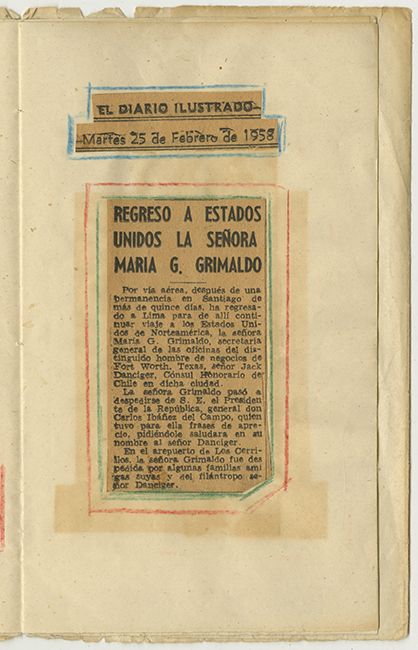 EL DIARIO ILUSTRADO
Martes 25 de Febrero de 1958
REGRESO A ESTADOS
UNIDOS LA SEÑORA
MARIA G. GRIMALDO
Por vía aérea, después de una
permanencia en Santiago de
más de quince días, ha regresa-
do a Lima para de allí conti-
nuar viaje a los Estados Uni-
dos de Norteamérica, la señora
María G. Grimaldo, secretaria
general de las oficinas del dis-
tinguido hombre de negocios de
Fort Worth, Texas, señor Jack
Danciger, Cónsul Honorario de
Chile en dicha ciudad.
La señora Grimaldo pasó a
despedirse de S. E. el Presiden-
te de la República, general don
Carlos Ibáñez del Campo, quien
tuvo para ella frases de apre-
cio, pidiéndole saludara en su
nombre al señor Danciger.
En el arepuerto de Los Cerri-
llos, la señora Grimaldo fue des-
pedida por algunas familias ami
gas suyas y del filántropo se-
ñor Danciger.